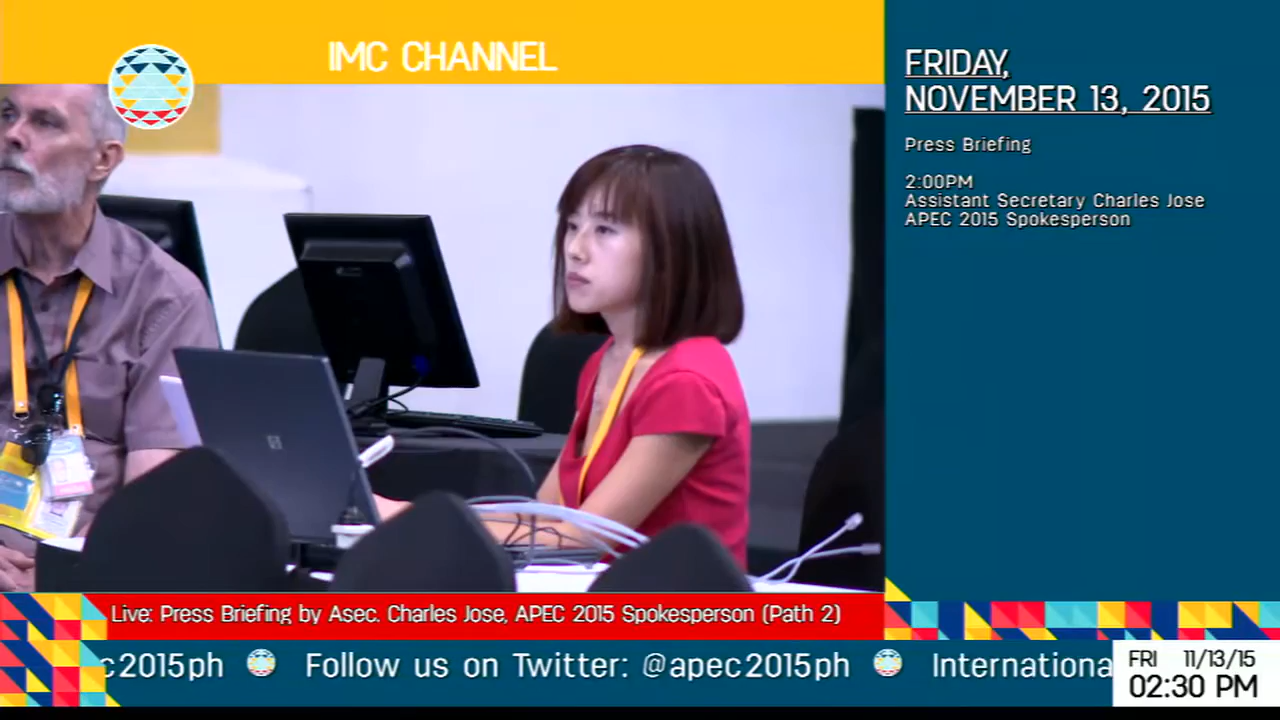 IMC CHANNEL
FRIDAY,
NOVEMBER 13, 2015
Press Briefing
2:00PM
Assistant Secretary Charles Jose
APEC 2015 Spokesperson
Live: Press Briefing by Asec. Charles Jose, APEC 2015 Spokesperson (Path 2)
c2015ph Follow us on Twitter: @apec2015ph Internationa
FRI 11/13/15
02:30 PM